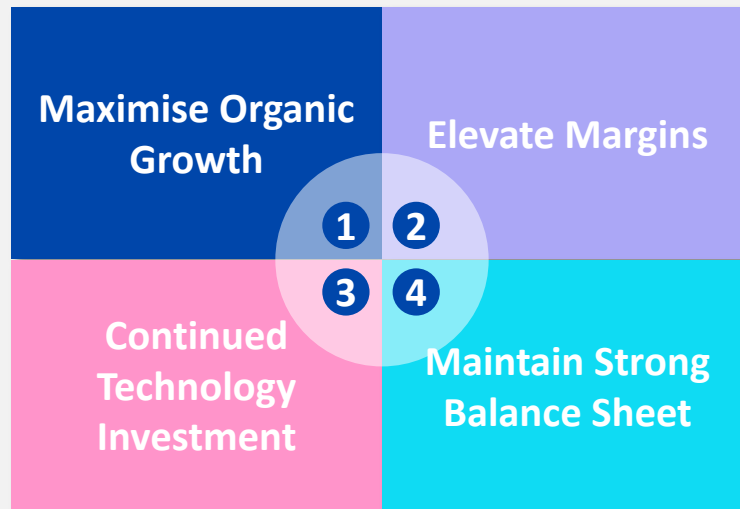 Maximise Organic
Growth
Elevate Margins
1
2
3
4
Continued
Technology
Investment
Maintain Strong
Balance Sheet